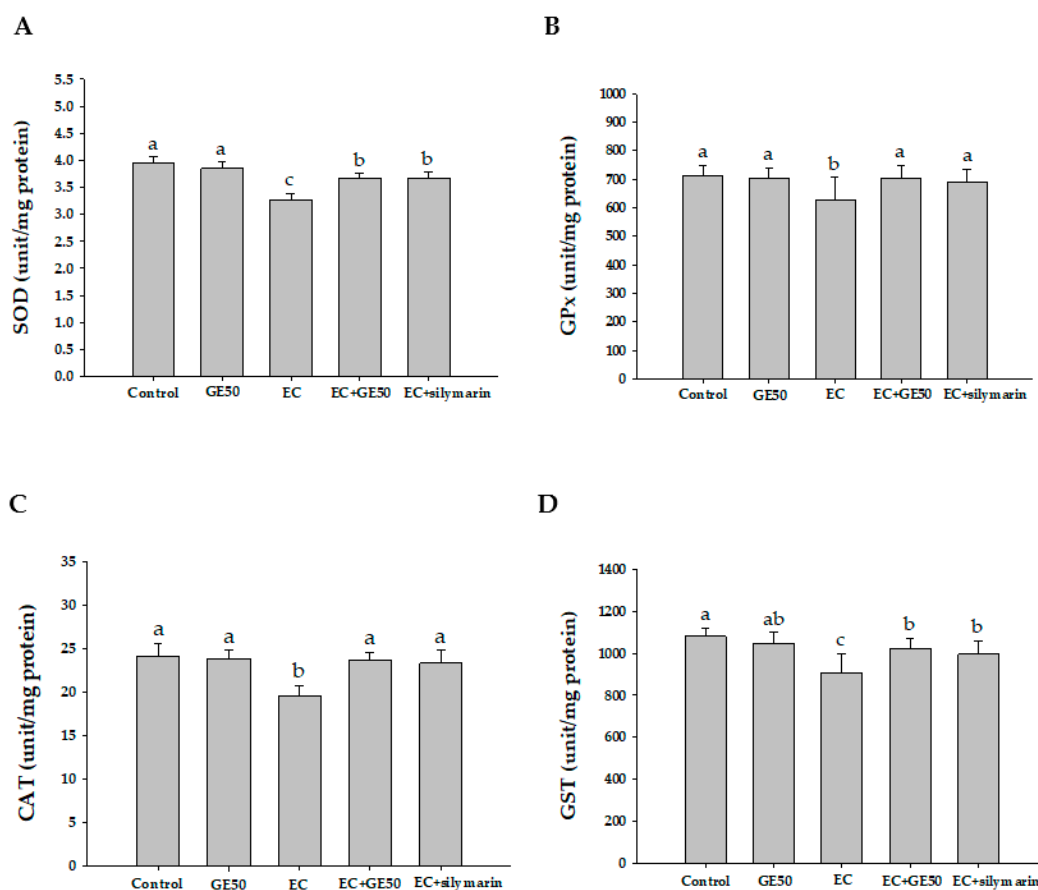 A
SOD (unit/mg protein)
5.5
5.0
4.5
4.0
3.5
3.0
2.5
2.0
1.5
1.0
0.5
0.0
a
a
c
b
b
Control GE50 EC EC+GE50 EC+silymarin
B
GPx (unit/mg protein)
1000
900
800
700
600
500
400
300
200
100
0
a
a
b
a
a
Control GE50 EC EC+GE50 EC+silymarin
C
CAT (unit/mg protein)
35
30
25
20
15
10
5
0
a
a
b
a
a
Control GE50 EC EC+GE50 EC+silymarin
D
GST (unit/mg protein)
1400
1200
1000
800
600
400
200
0
a
ab
c
b
b
Control GE50 EC EC+GE50 EC+silymarin